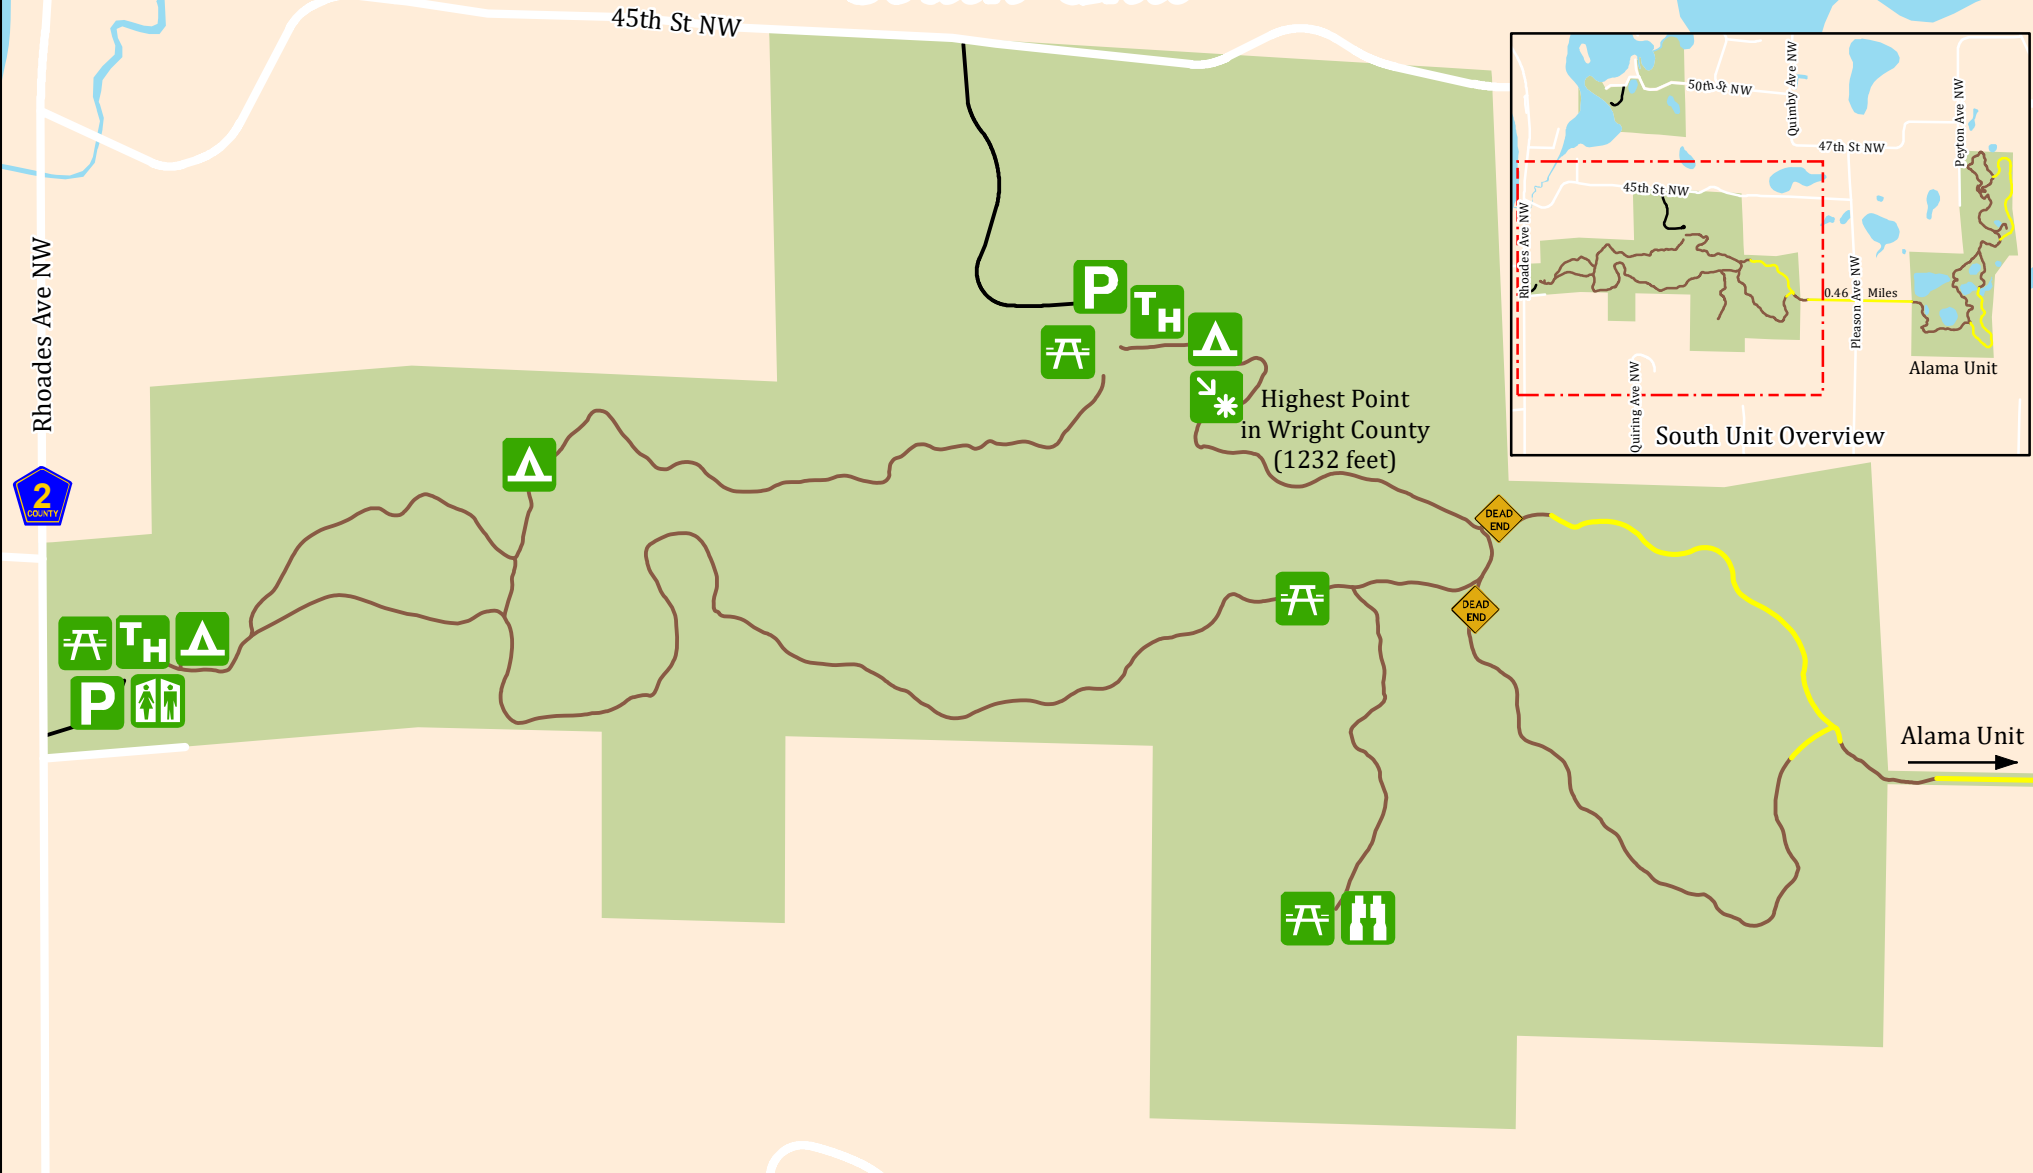 45th St NW
Rhoades Ave NW
2
COUNTY
P
TH
Highest Point
in Wright County
(1232 feet)
DEAD
END
DEAD
END
TH
P
Alama Unit
50th St NW
Quimby Ave NW
47th St NW
Peyton Ave NW
45th St NW
Rhoades Ave NW
0.46 Miles
Pleason Ave NW
Alama Unit
Quiring Ave NW
South Unit Overview